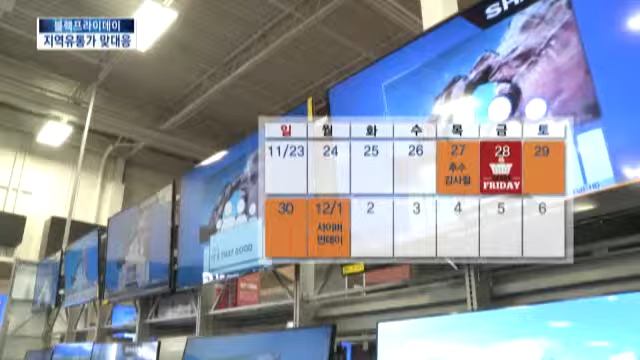 블랙프라이데이
지역유통가 맞대응
일 월 화 수 목 금 토
11/23 24 25 26 27 28 29
추수
감사절
FRIDAY
30 12/1 2 3 4 5 6
사이버
먼데이